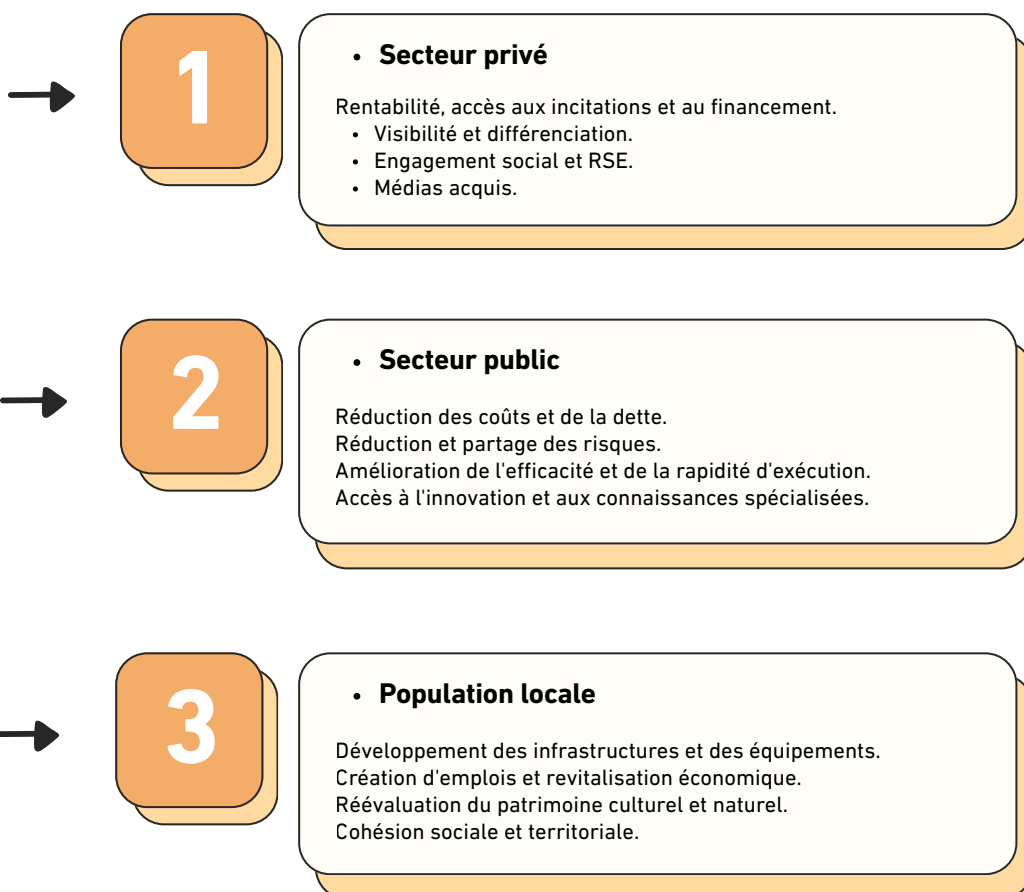 1
• Secteur privé
Rentabilité, accès aux incitations et au financement.
• Visibilité et différenciation.
• Engagement social et RSE.
• Médias acquis.
2
• Secteur public
Réduction des coûts et de la dette.
Réduction et partage des risques.
Amélioration de l'efficacité et de la rapidité d'exécution.
Accès à l'innovation et aux connaissances spécialisées.
3
• Population locale
Développement des infrastructures et des équipements.
Création d'emplois et revitalisation économique.
Réévaluation du patrimoine culturel et naturel.
Cohésion sociale et territoriale.